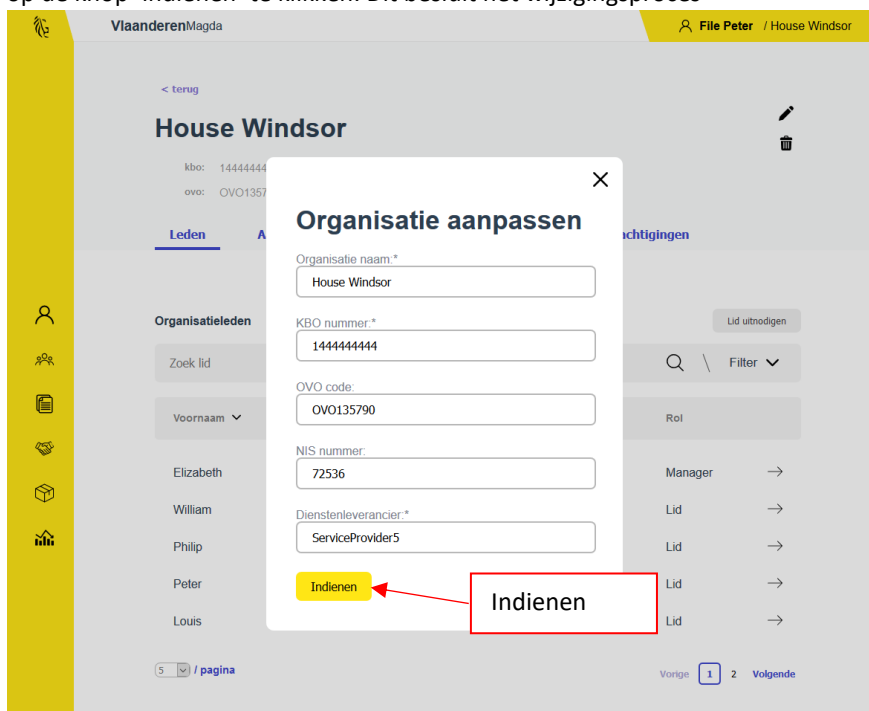 op de knop "Indienen" te klikken. Dit besluit het wijzigingsproces
VlaanderenMagda
File Peter / House Windsor
< terug
House Windsor
kbo: 14444444
ovo: OVO1357
Organisatie aanpassen
Leden A
achtigingen
Organisatie naam:*
House Windsor
Organisatieleden
Lid uitnodigen
KBO nummer:*
1444444444
Zoek lid
Filter
OVO code:
OVO135790
Voornaam
Rol
NIS nummer:
72536
Elizabeth Manager
William Lid
Dienstenleverancier:*
ServiceProvider5
Philip Lid
Peter Lid
Indienen
Indienen
Louis Lid
5 / pagina
Vorige 1 2 Volgende